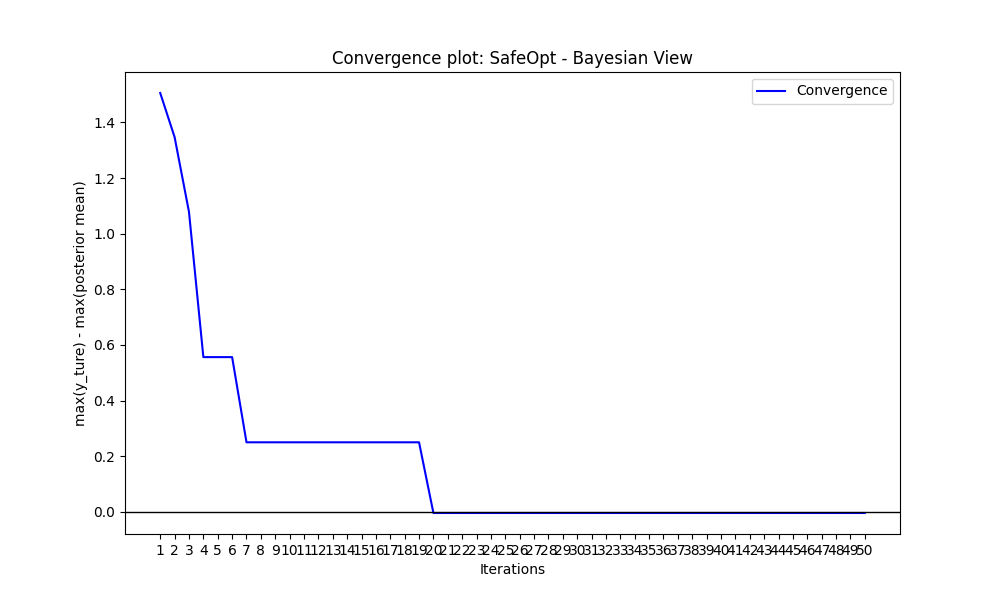 Convergence plot: SafeOpt - Bayesian View
Convergence
max(y_ture) - max(posterior mean)
1.4
1.2
1.0
0.8
0.6
0.4
0.2
0.0
1 2 3 4 5 6 7 8 9 10 11 12 13 14 15 16 17 18 19 20 21 22 23 24 25 26 27 28 29 30 31 32 33 34 35 36 37 38 39 40 41 42 43 44 45 46 47 48 49 50
Iterations